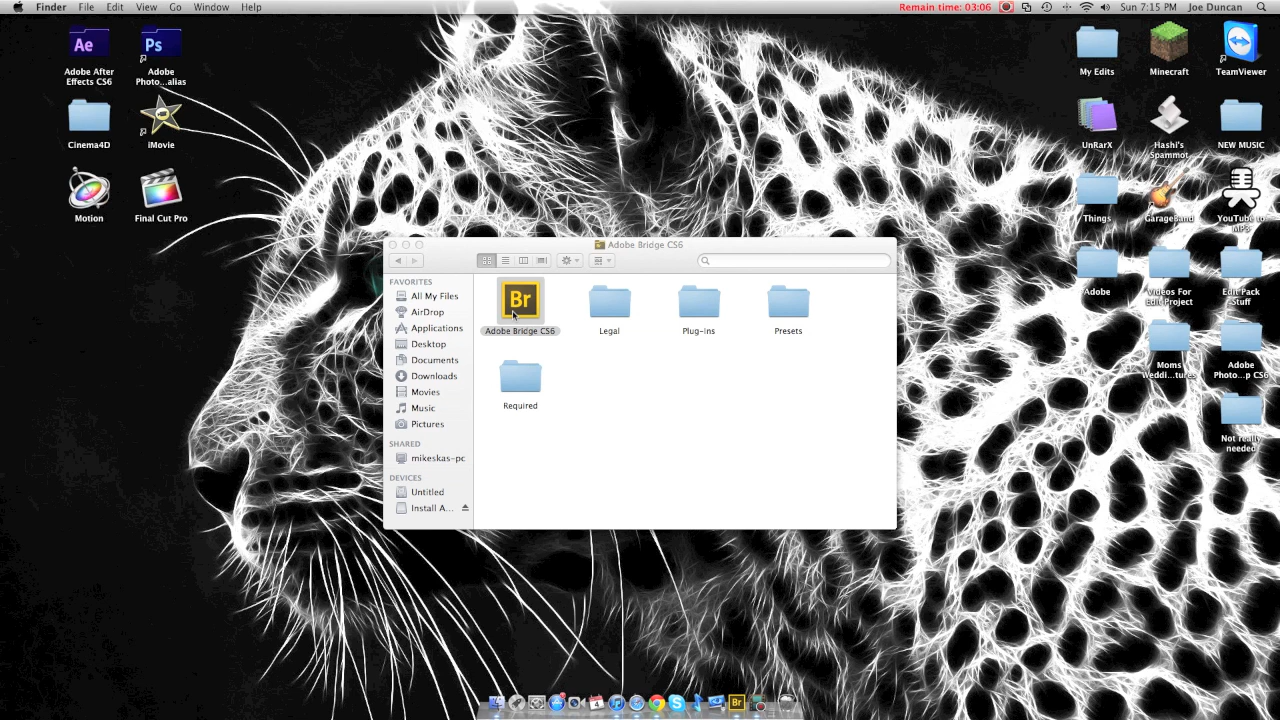 Finder File Edit View Go Window Help
Remain time: 03:06 Sun 7:15 PM Joe Duncan
Ae Ps
Adobe After Effects CS6
Adobe Photo...alias
Cinema4D
iMovie
Motion
Final Cut Pro
My Edits
Minecraft
TeamViewer
UnRarX
Hashi's Spammot
NEW MUSIC
Things
GarageBand
YouTube to MP3
Adobe
Videos For Edit Project
Edit Pack Stuff
Moms Weddi...tures
Adobe Photo...p CS6
Not really needed
Adobe Bridge CS6
FAVORITES
All My Files
AirDrop
Applications
Desktop
Documents
Downloads
Movies
Music
Pictures
SHARED
mikeskas-pc
DEVICES
Untitled
Install A...
Br
Adobe Bridge CS6
Legal
Plug-ins
Presets
Required
Br